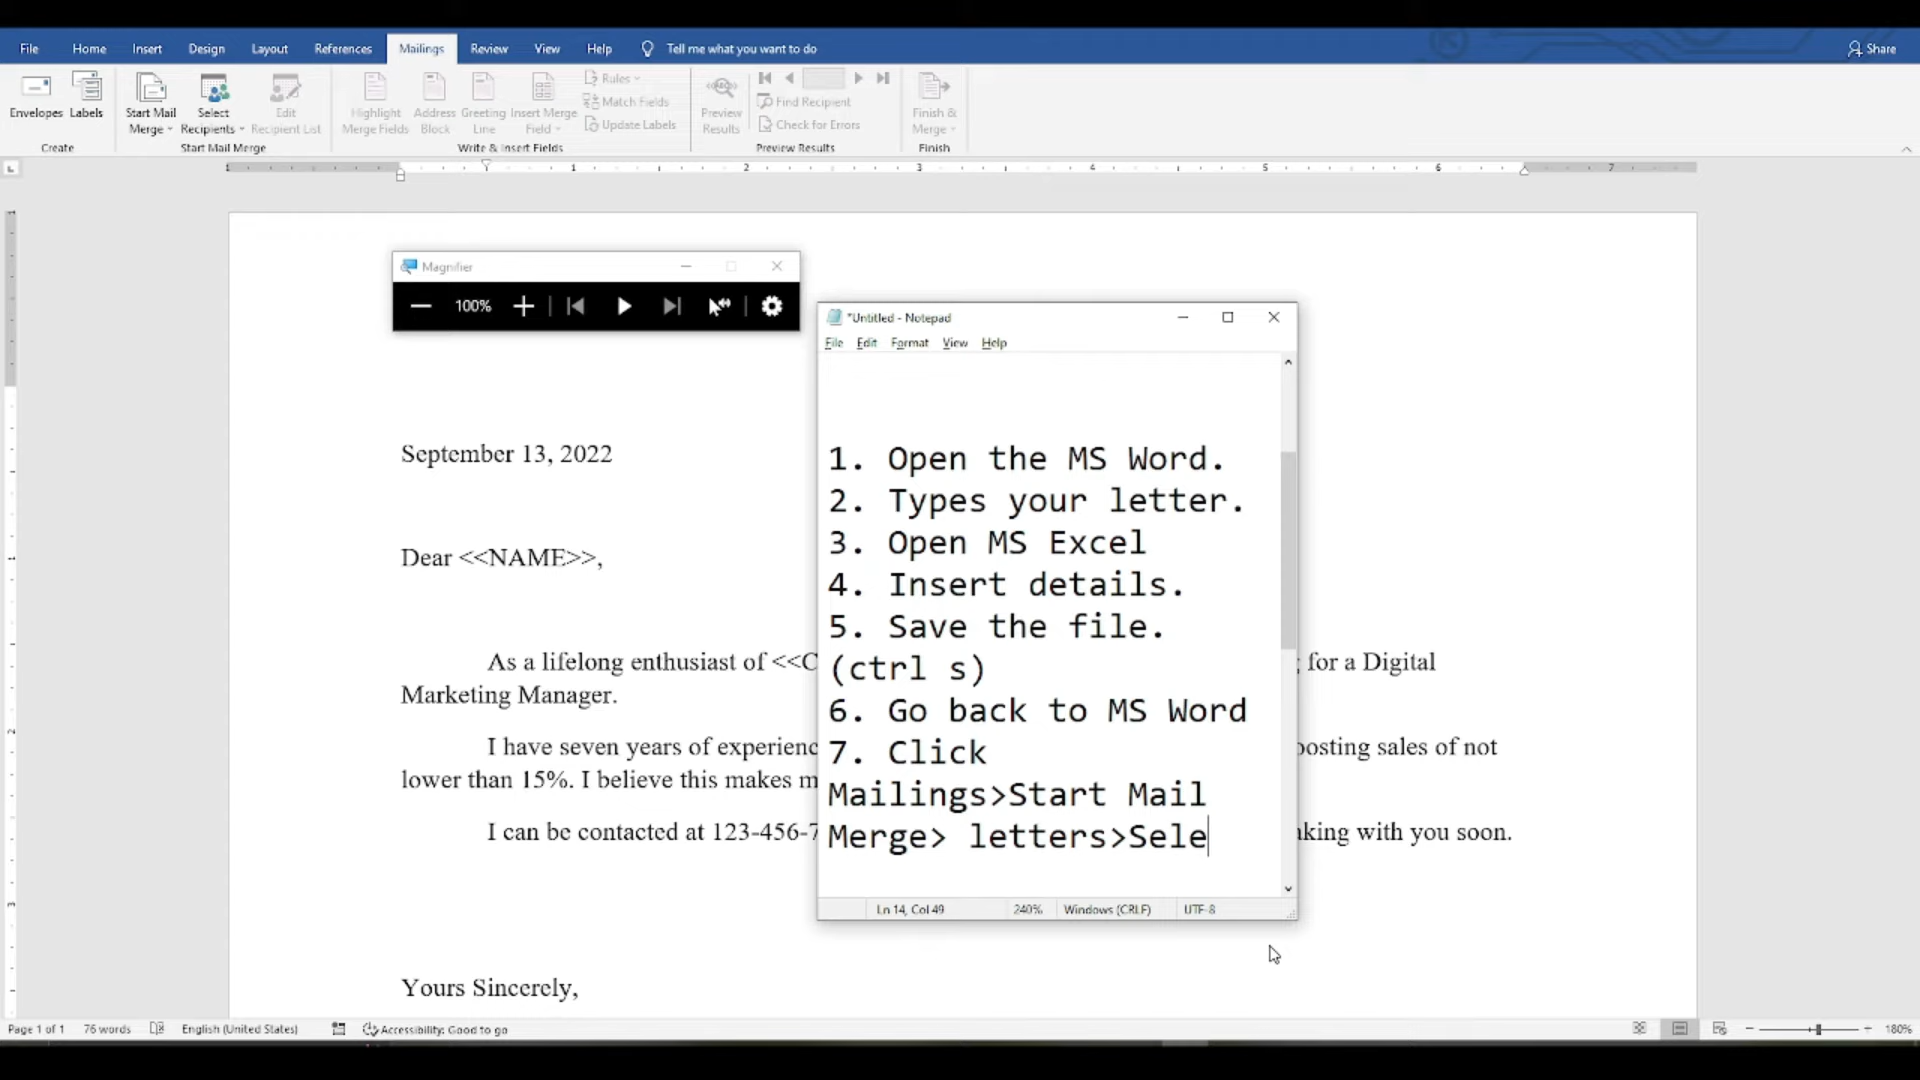 File Home Insert Design Layout References Mailings Review View Help Tell me what you want to do Share
Envelopes Labels Start Mail Merge Select Recipients Edit Recipient List Highlight Merge Fields Address Block Greeting Line Insert Merge Field Rules Match Fields Update Labels Preview Results Find Recipient Check for Errors Finish & Merge
Create Start Mail Merge Write & Insert Fields Preview Results Finish
1 1 2 3 4 5 6 7
Magnifier
100%
*Untitled - Notepad
File Edit Format View Help
1. Open the MS Word.
2. Types your letter.
3. Open MS Excel
4. Insert details.
5. Save the file.
(ctrl s)
6. Go back to MS Word
7. Click
Mailings>Start Mail
Merge> letters>Sele
Ln 14, Col 49 240% Windows (CRLF) UTF-8
September 13, 2022
Dear <<NAME>>,
As a lifelong enthusiast of <<C for a Digital
Marketing Manager.
I have seven years of experienc osting sales of not
lower than 15%. I believe this makes m
I can be contacted at 123-456-7 king with you soon.
Yours Sincerely,
Page 1 of 1 76 words English (United States) Accessibility: Good to go 180%